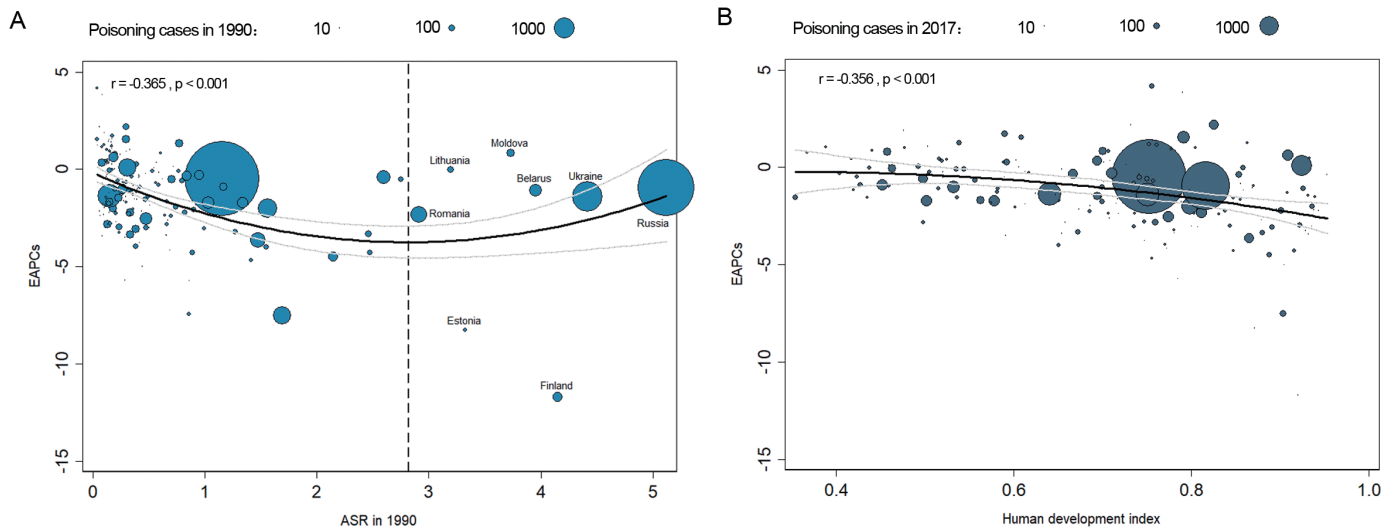 A
Poisoning cases in 1990:
10
100
1000
r = -0.365 , p < 0.001
5
0
-5
-10
-15
EAPCs
Moldova
Lithuania
Belarus
Ukraine
Romania
Russia
Estonia
Finland
0
1
2
3
4
5
ASR in 1990
B
Poisoning cases in 2017:
10
100
1000
r = -0.356 , p < 0.001
5
0
-5
-10
-15
EAPCs
0.4
0.6
0.8
1.0
Human development index